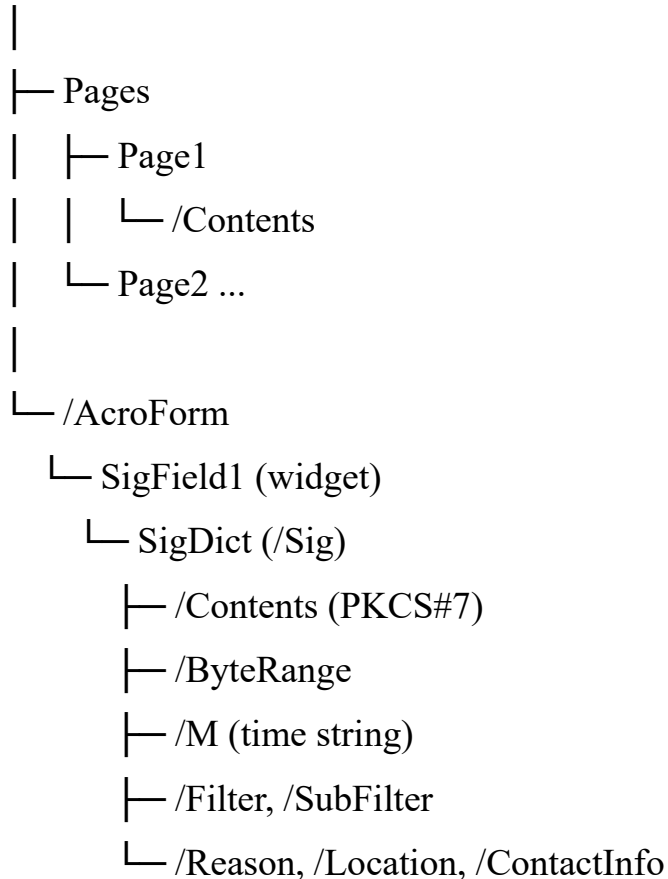 │
├─ Pages
│ ├─ Page1
│ │ └─ /Contents
│ └─ Page2 ...
│
└─ /AcroForm
└─ SigField1 (widget)
└─ SigDict (/Sig)
├─ /Contents (PKCS#7)
├─ /ByteRange
├─ /M (time string)
├─ /Filter, /SubFilter
└─ /Reason, /Location, /ContactInfo